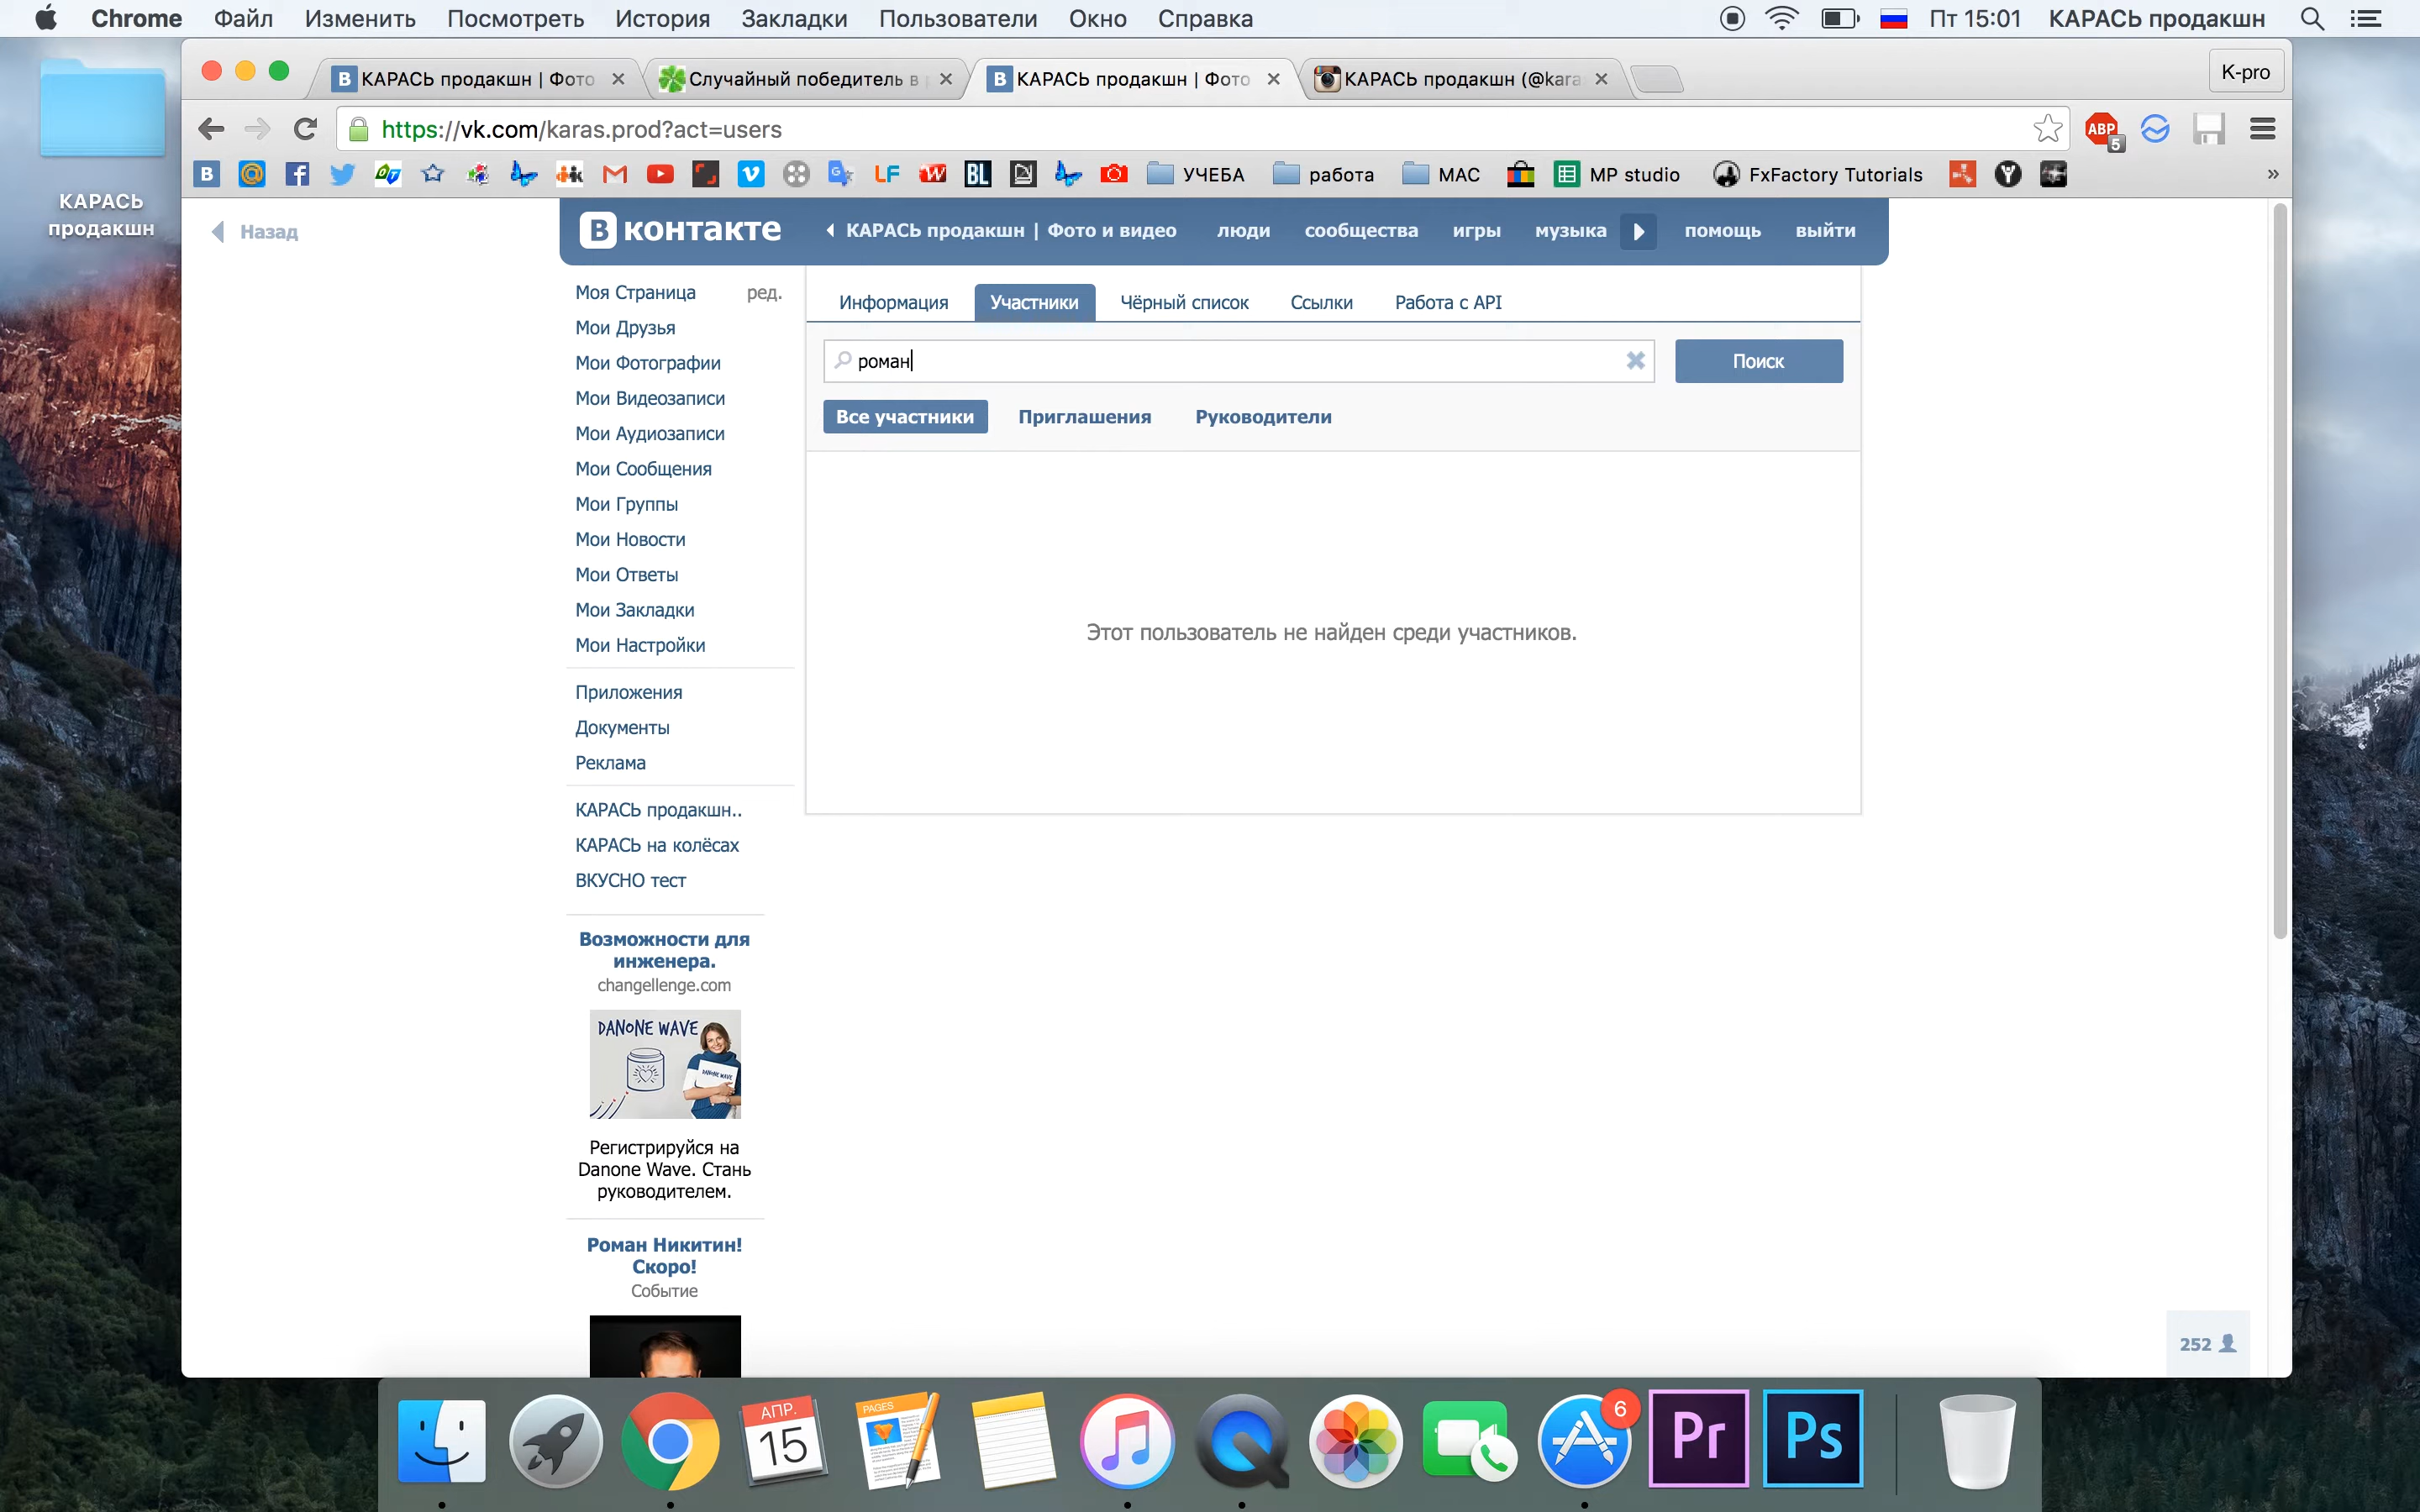 Chrome Файл Изменить Посмотреть История Закладки Пользователи Окно Справка Пт 15:01 КАРАСЬ продакшн
КАРАСЬ
продакшн
B КАРАСЬ продакшн | Фото
Случайный победитель в
B КАРАСЬ продакшн | Фото
КАРАСЬ продакшн (@kara
K-pro
https://vk.com/karas.prod?act=users
ABP 5
B LF W BL УЧЕБА работа MAC MP studio FxFactory Tutorials »
Назад
В контакте КАРАСЬ продакшн | Фото и видео люди сообщества игры музыка помощь выйти
Моя Страница ред.
Мои Друзья
Мои Фотографии
Мои Видеозаписи
Мои Аудиозаписи
Мои Сообщения
Мои Группы
Мои Новости
Мои Ответы
Мои Закладки
Мои Настройки
Приложения
Документы
Реклама
КАРАСЬ продакшн..
КАРАСЬ на колёсах
ВКУСНО тест
Возможности для
инженера.
changellenge.com
DANONE WAVE
DANONE WAVE
Регистрируйся на
Danone Wave. Стань
руководителем.
Роман Никитин!
Скоро!
Событие
Информация Участники Чёрный список Ссылки Работа с API
роман Поиск
Все участники Приглашения Руководители
Этот пользователь не найден среди участников.
252
АПР.
15
PAGES
6
Pr
Ps